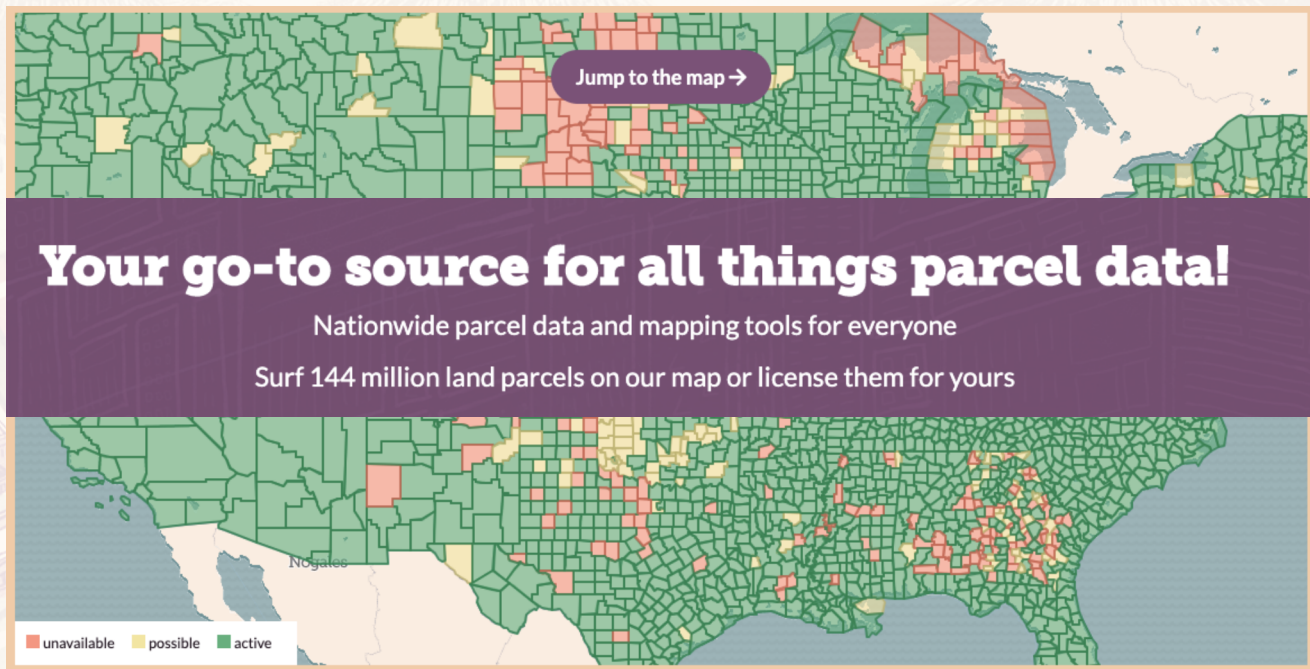 Jump to the map →
Your go-to source for all things parcel data!
Nationwide parcel data and mapping tools for everyone
Surf 144 million land parcels on our map or license them for yours
Nogales
unavailable possible active